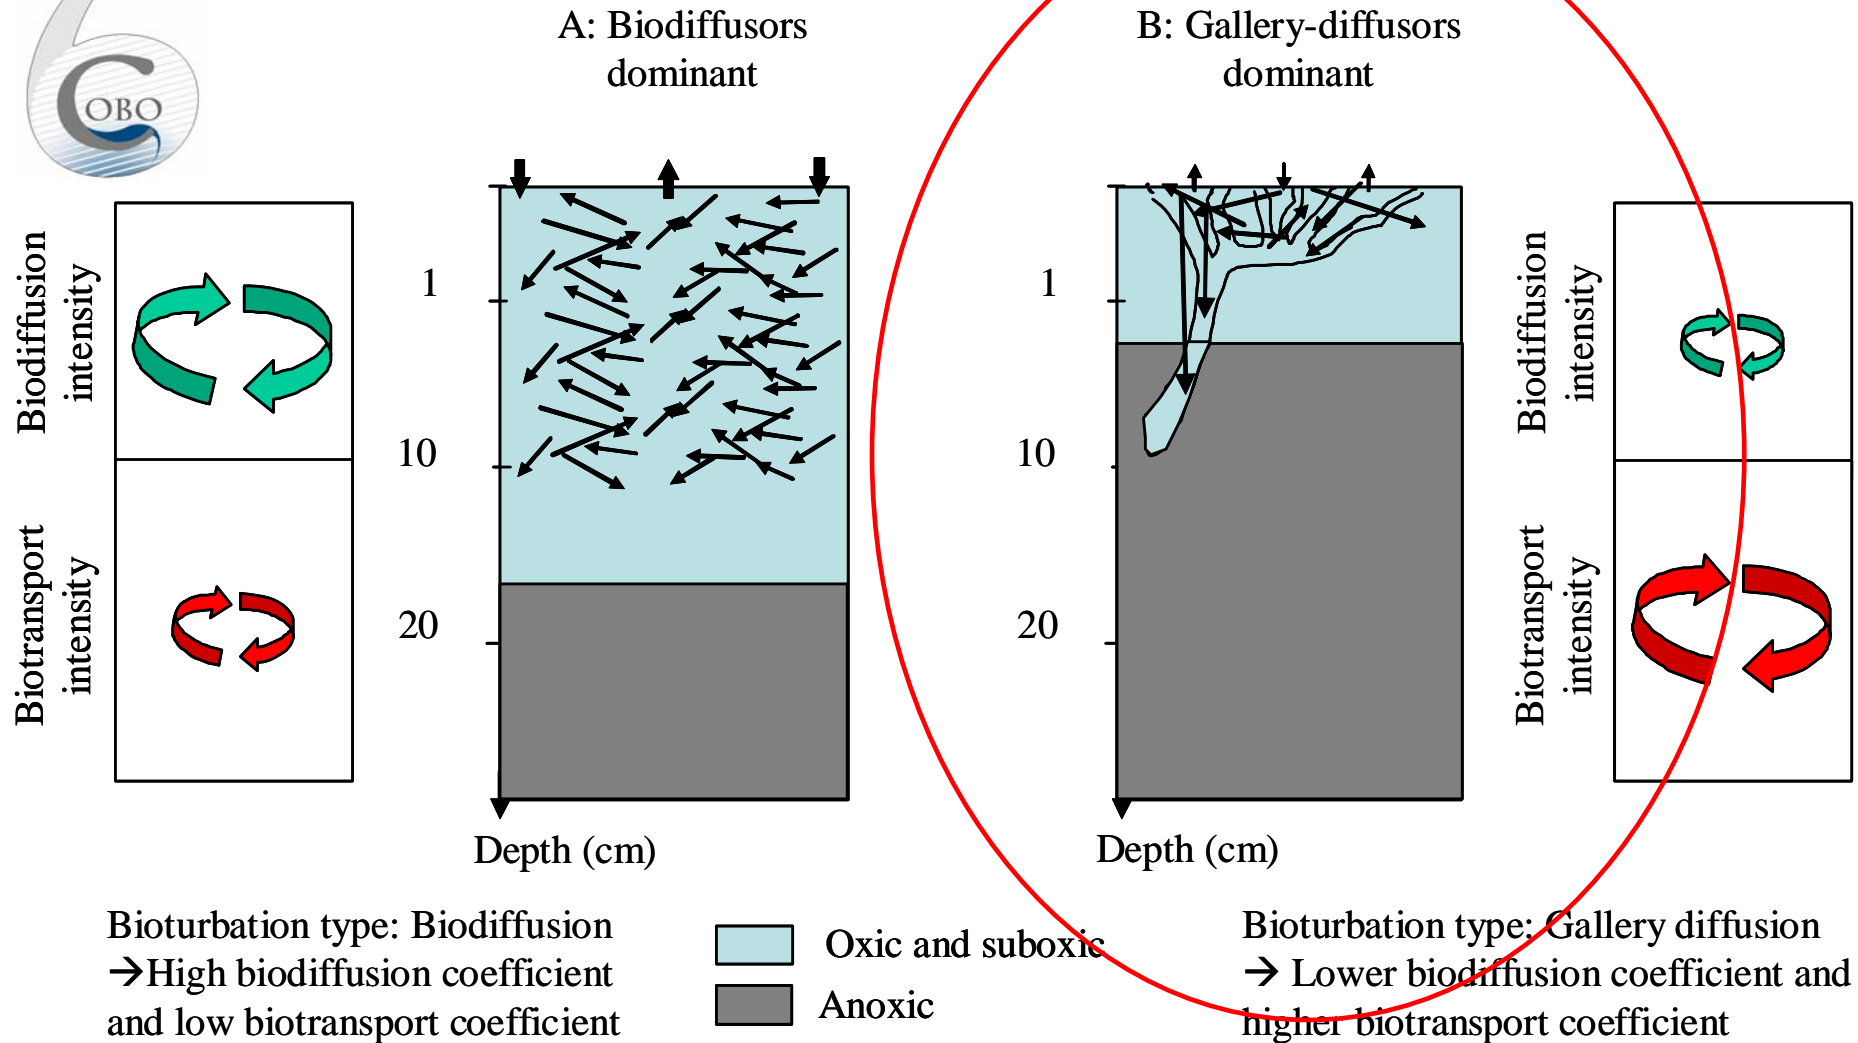 OBO
A: Biodiffusors
dominant
B: Gallery-diffusors
dominant
Biodiffusion
intensity
Biotransport
intensity
1
10
20
Depth (cm)
1
10
20
Depth (cm)
Biodiffusion
intensity
Biotransport
intensity
Bioturbation type: Biodiffusion
→High biodiffusion coefficient
and low biotransport coefficient
Oxic and suboxic
Anoxic
Bioturbation type: Gallery diffusion
→ Lower biodiffusion coefficient and
higher biotransport coefficient